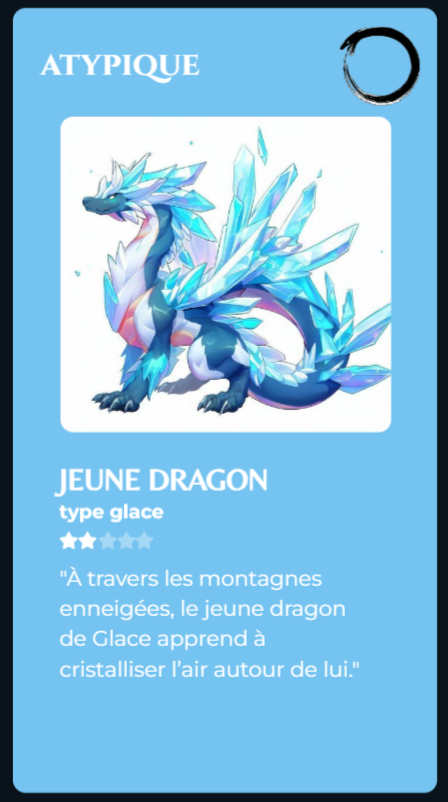 ATYPIQUE
JEUNE DRAGON
type glace
"À travers les montagnes
enneigées, le jeune dragon
de Glace apprend à
cristalliser l'air autour de lui."